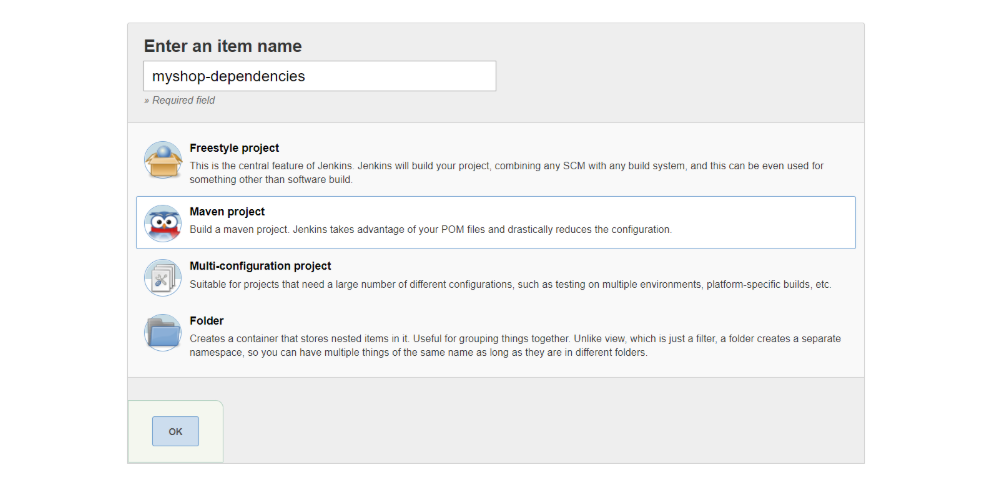 Enter an item name
myshop-dependencies
» Required field
Freestyle project
This is the central feature of Jenkins. Jenkins will build your project, combining any SCM with any build system, and this can be even used for
something other than software build.
Maven project
Build a maven project. Jenkins takes advantage of your POM files and drastically reduces the configuration.
Multi-configuration project
Suitable for projects that need a large number of different configurations, such as testing on multiple environments, platform-specific builds, etc.
Folder
Creates a container that stores nested items in it. Useful for grouping things together. Unlike view, which is just a filter, a folder creates a separate
namespace, so you can have multiple things of the same name as long as they are in different folders.
OK